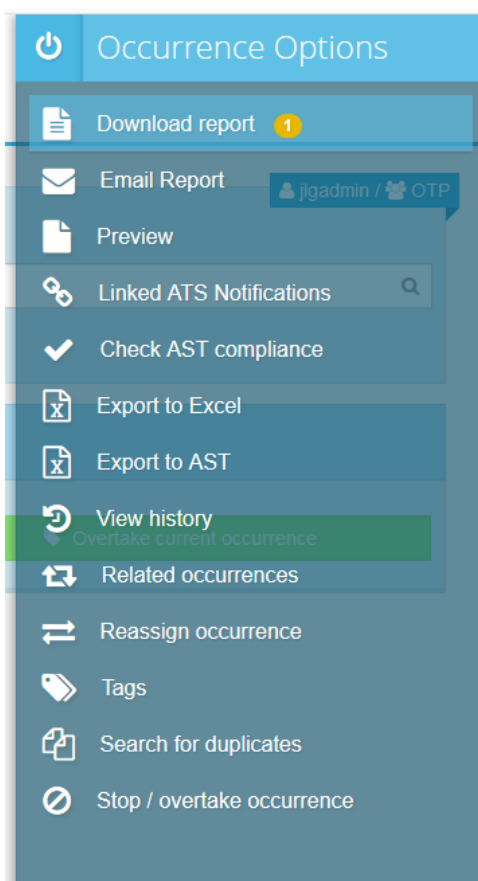 Occurrence Options
Download report 1
Email Report
jlgadmin / OTP
Preview
Linked ATS Notifications
Check AST compliance
Export to Excel
Export to AST
View history
Overtake current occurrence
Related occurrences
Reassign occurrence
Tags
Search for duplicates
Stop / overtake occurrence